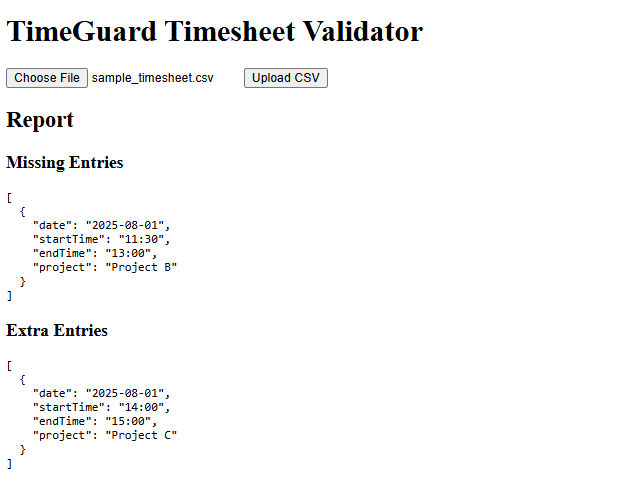 TimeGuard Timesheet Validator
Choose File sample_timesheet.csv Upload CSV
Report
Missing Entries
[
  {
    "date": "2025-08-01",
    "startTime": "11:30",
    "endTime": "13:00",
    "project": "Project B"
  }
]
Extra Entries
[
  {
    "date": "2025-08-01",
    "startTime": "14:00",
    "endTime": "15:00",
    "project": "Project C"
  }
]